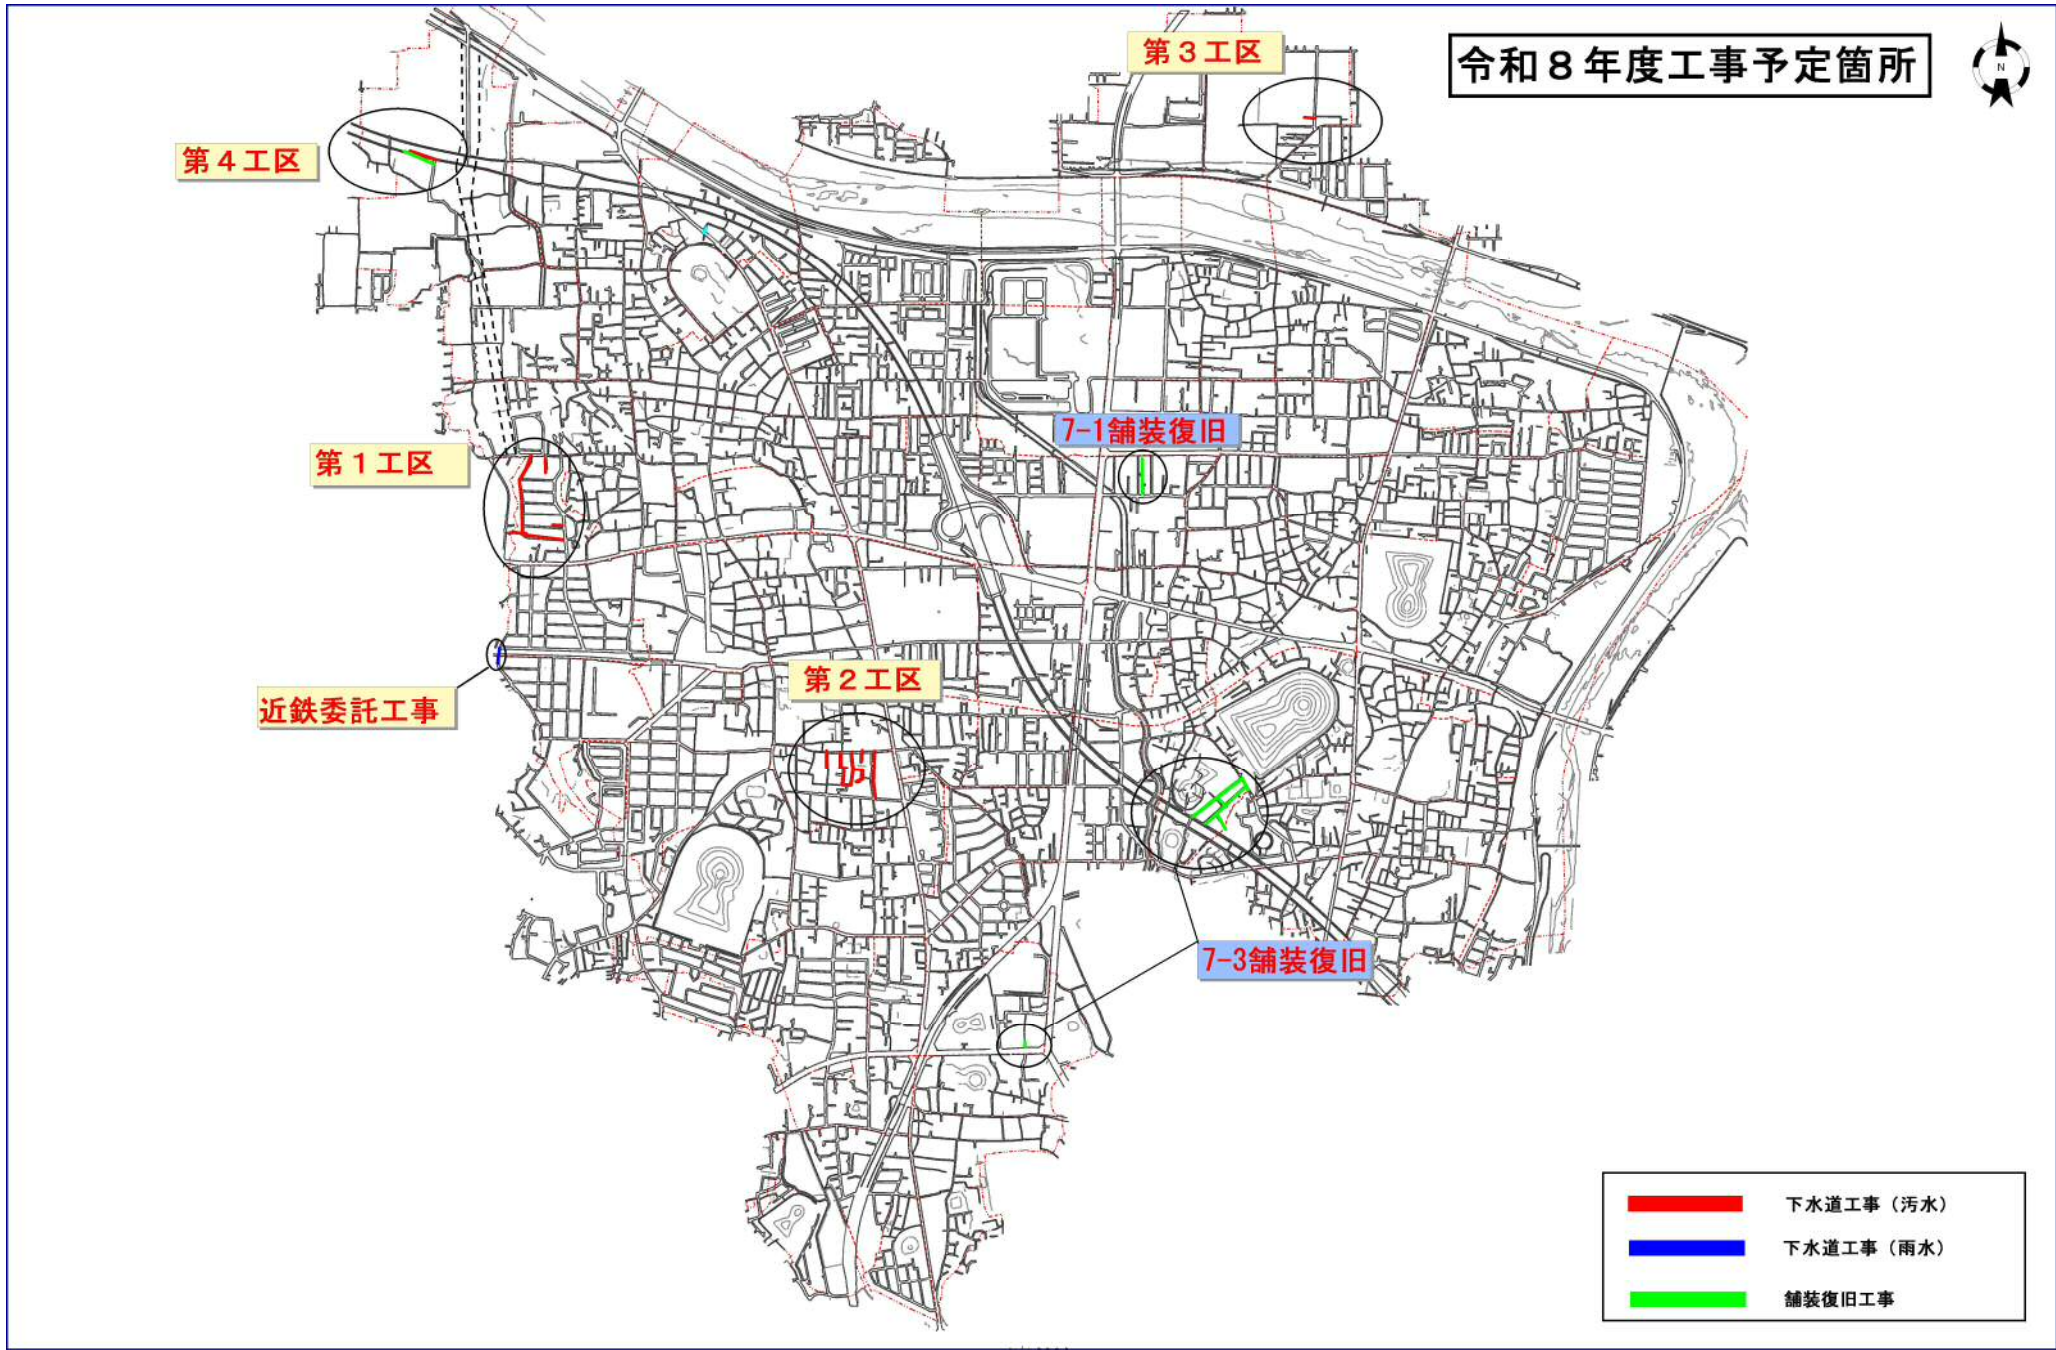 令和８年度工事予定箇所
N
第３工区
第４工区
7-1舗装復旧
第１工区
第２工区
近鉄委託工事
7-3舗装復旧
下水道工事（汚水）
下水道工事（雨水）
舗装復旧工事